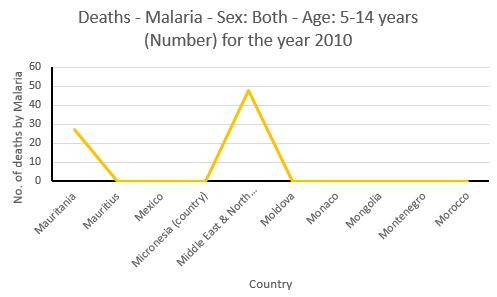 Deaths - Malaria - Sex: Both - Age: 5-14 years
(Number) for the year 2010
No. of deaths by Malaria
60
50
40
30
20
10
0
Mauritania
Mauritius
Mexico
Micronesia (country)
Middle East & North...
Moldova
Monaco
Mongolia
Montenegro
Morocco
Country